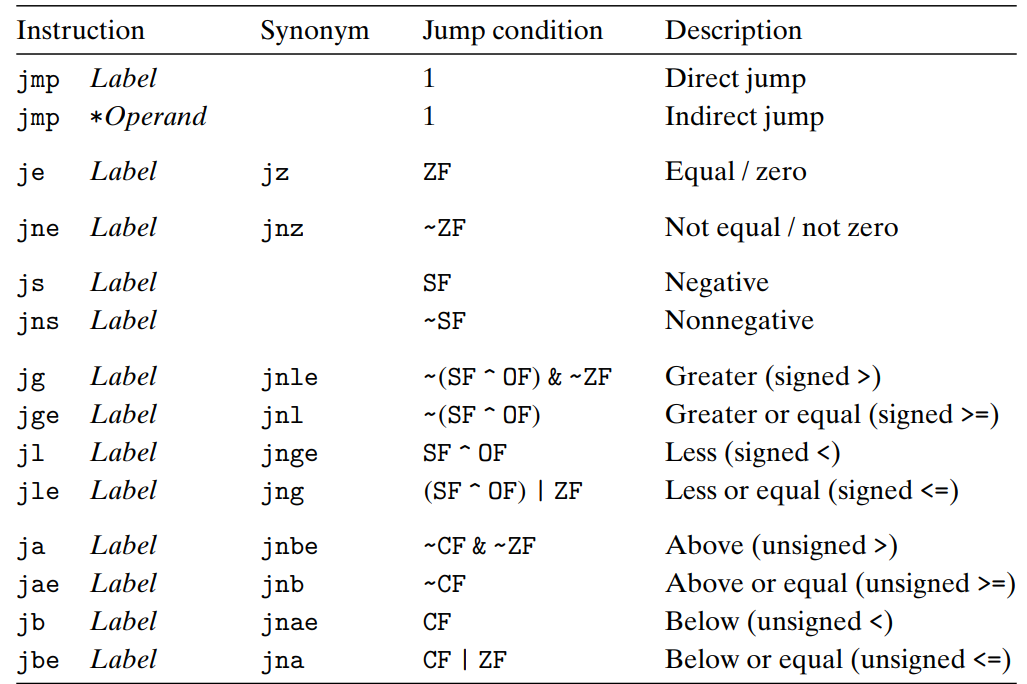 Instruction Synonym Jump condition Description
jmp Label 1 Direct jump
jmp *Operand 1 Indirect jump
je Label jz ZF Equal / zero
jne Label jnz ~ZF Not equal / not zero
js Label SF Negative
jns Label ~SF Nonnegative
jg Label jnle ~(SF ^ OF) & ~ZF Greater (signed >)
jge Label jnl ~(SF ^ OF) Greater or equal (signed >=)
jl Label jnge SF ^ OF Less (signed <)
jle Label jng (SF ^ OF) | ZF Less or equal (signed <=)
ja Label jnbe ~CF & ~ZF Above (unsigned >)
jae Label jnb ~CF Above or equal (unsigned >=)
jb Label jnae CF Below (unsigned <)
jbe Label jna CF | ZF Below or equal (unsigned <=)